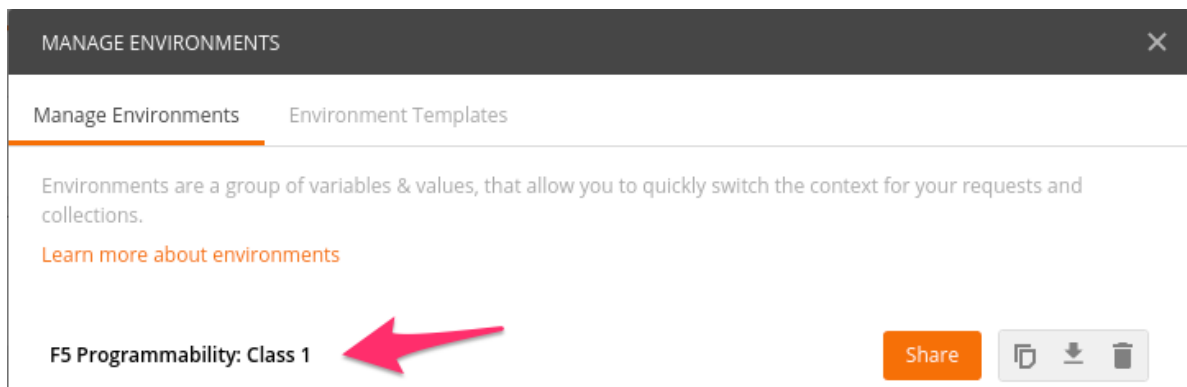 MANAGE ENVIRONMENTS
Manage Environments
Environment Templates
Environments are a group of variables & values, that allow you to quickly switch the context for your requests and
collections.
Learn more about environments
F5 Programmability: Class 1
Share